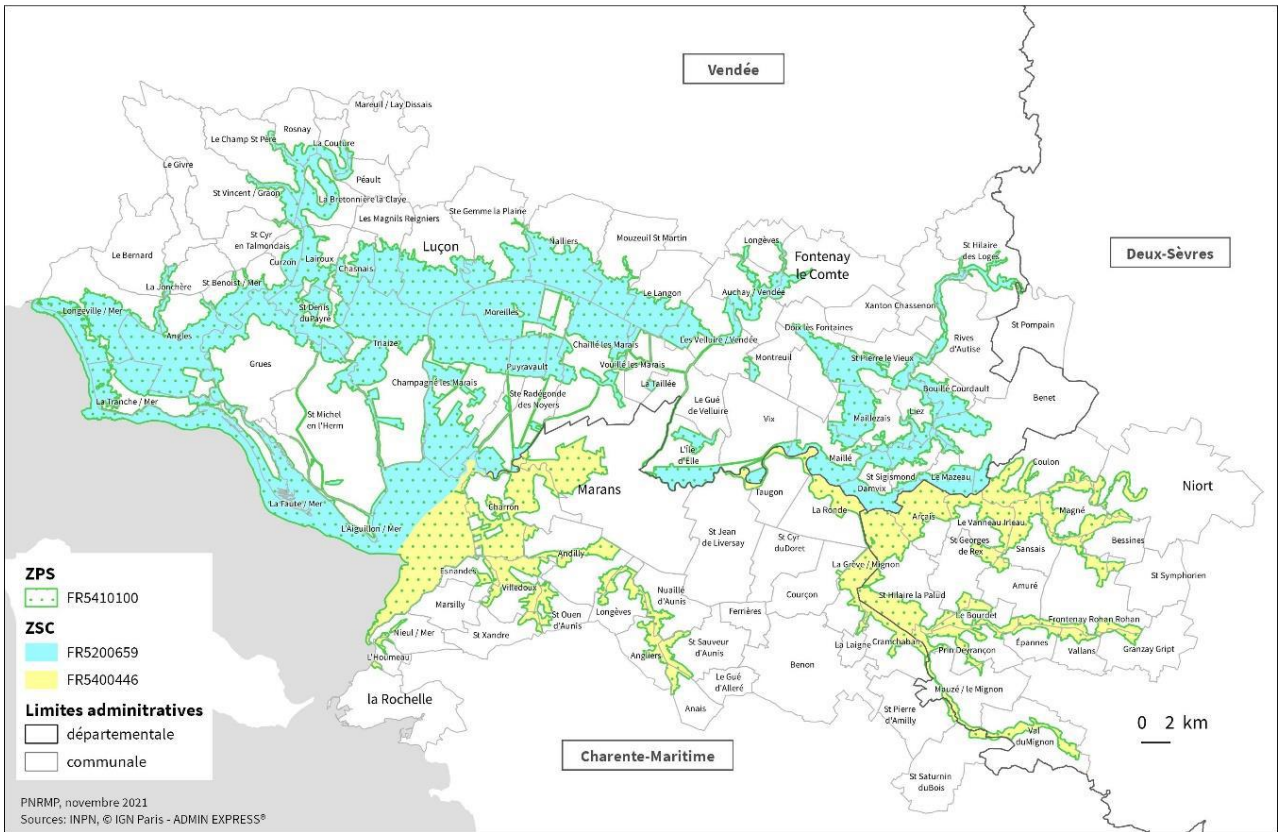 Vendée
Deux-Sèvres
Charente-Maritime
Mareuil / Lay Dissais
Rosnay
Le Champ St Père
La Couture
Le Givre
Péault
St Vincent / Graon
La Bretonnière la Claye
Ste Gemme la Plaine
Les Magnils Reigniers
St Cyr
en Talmondais
Luçon
Nalliers
Mouzeuil St Martin
Longèves
Fontenay
le Comte
St Hilaire
des Loges
Le Bernard
Curzon
Lairoux
Chasnais
La Jonchère
St Benoist / Mer
Le Langon
Auchay / Vendée
Xanton Chassenon
Longeville / Mer
St Denis
duPayré
Moreilles
Angles
Triaize
Chaillé les Marais
Les Velluire / Vendée
Doix lès Fontaines
St Pompain
Rives
d'Autise
Grues
Puyravault
Vouillé les Marais
Montreuil
St Pierre le Vieux
Champagné les Marais
La Taillée
Bouillé Courdault
Benet
La Tranche / Mer
St Michel
en l'Herm
Ste Radégonde
des Noyers
Le Gué
de Velluire
Vix
Maillezais
Liez
L'Île
d'Elle
Maillé
St Sigismond
Le Mazeau
Coulon
Damvix
Niort
La Faute / Mer
L'Aiguillon / Mer
Charron
Marans
Taugon
La Ronde
Arçais
Le Vanneau Irleau
Magné
St Georges
de Rex
Sansais
Bessines
St Jean
de Liversay
St Cyr
duDoret
Andilly
Esnandes
Villedoux
La Grève / Mignon
Amuré
St Symphorien
Marsilly
St Ouen
d'Aunis
Longèves
Nuaillé
d'Aunis
Ferrières
Courçon
St Hilaire la Palud
Le Bourdet
Frontenay Rohan Rohan
Nieul / Mer
St Xandre
L'Houmeau
Angliers
St Sauveur
d'Aunis
Benon
La Laigne
Cramchaban
Prin Deyrançon
Épannes
Vallans
Granzay Gript
la Rochelle
Le Gué
d'Alleré
Anais
Mauzé / le Mignon
St Pierre
d'Amilly
Val
duMignon
St Saturnin
duBois
0 2 km
ZPS
FR5410100
ZSC
FR5200659
FR5400446
Limites adminitratives
départementale
communale
PNRMP, novembre 2021
Sources: INPN, © IGN Paris - ADMIN EXPRESS®